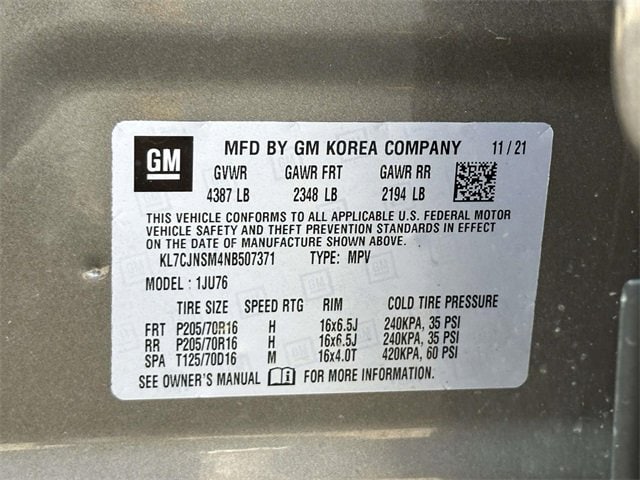 GM MFD BY GM KOREA COMPANY 11/21
GVWR GAWR FRT GAWR RR
4387 LB 2348 LB 2194 LB
THIS VEHICLE CONFORMS TO ALL APPLICABLE U.S. FEDERAL MOTOR
VEHICLE SAFETY AND THEFT PREVENTION STANDARDS IN EFFECT
ON THE DATE OF MANUFACTURE SHOWN ABOVE.
KL7CJNSM4NB507371 TYPE: MPV
MODEL : 1JU76
TIRE SIZE SPEED RTG RIM COLD TIRE PRESSURE
FRT P205/70R16 H 16x6.5J 240KPA, 35 PSI
RR P205/70R16 H 16x6.5J 240KPA, 35 PSI
SPA T125/70D16 M 16x4.0T 420KPA, 60 PSI
SEE OWNER'S MANUAL FOR MORE INFORMATION.